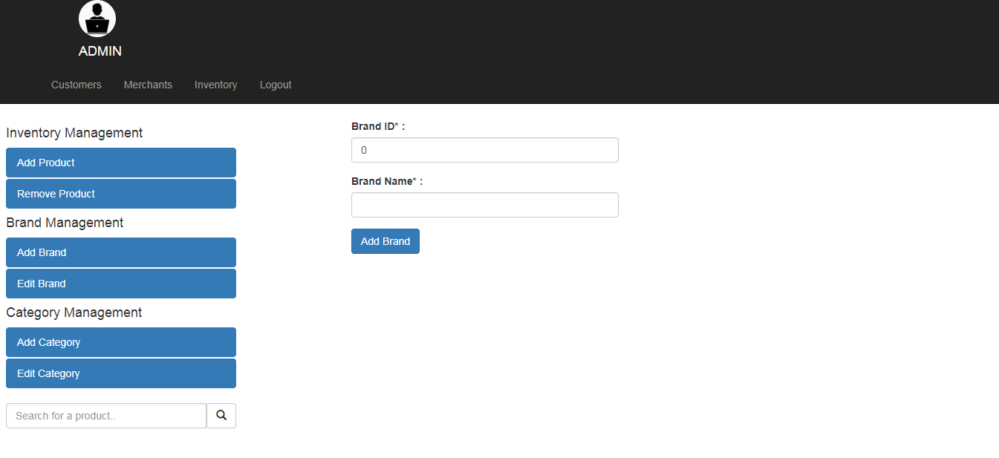 ADMIN
Customers Merchants Inventory Logout
Inventory Management
Add Product
Remove Product
Brand Management
Add Brand
Edit Brand
Category Management
Add Category
Edit Category
Search for a product..
Brand ID* :
0
Brand Name* :
Add Brand